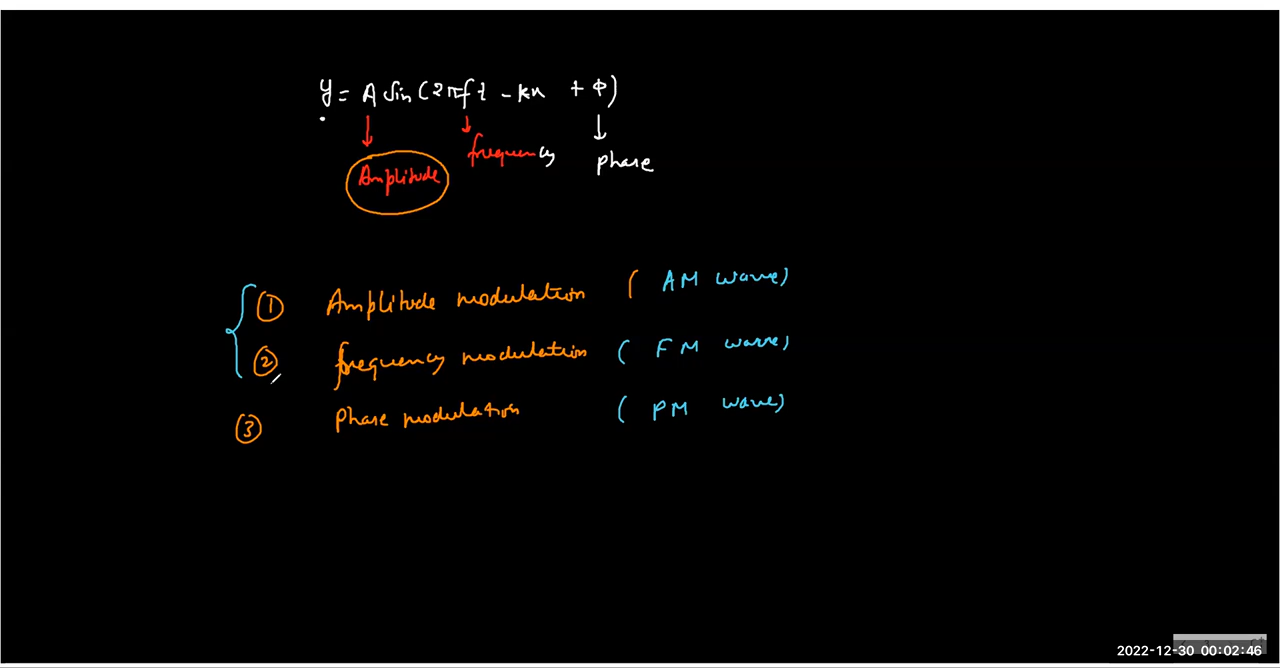 y = A Sin (2πft - kx + φ)
Amplitude frequency phase
① Amplitude modulation ( AM wave)
② frequency modulation ( FM wave)
③ Phase modulation ( PM wave)
2022-12-30 00:02:46